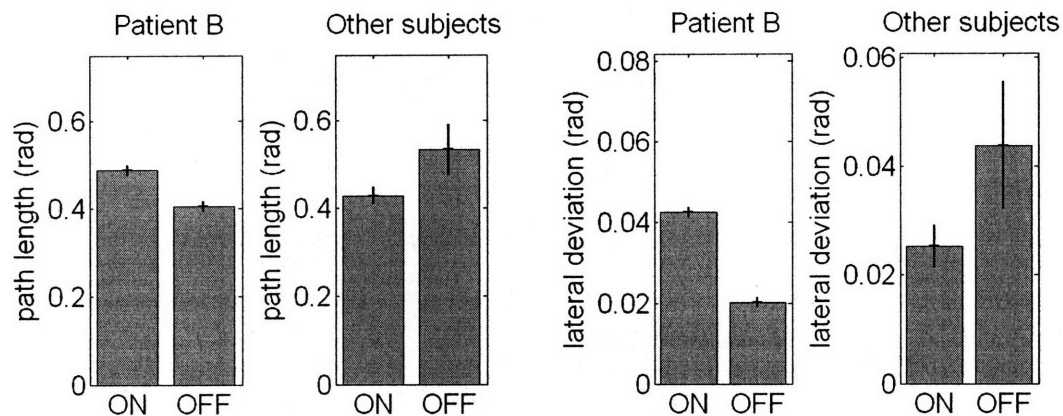 Patient B
path length (rad)
0.6
0.4
0.2
0
ON OFF
Other subjects
path length (rad)
0.6
0.4
0.2
0
ON OFF
Patient B
lateral deviation (rad)
0.08
0.06
0.04
0.02
0
ON OFF
Other subjects
lateral deviation (rad)
0.06
0.04
0.02
0
ON OFF